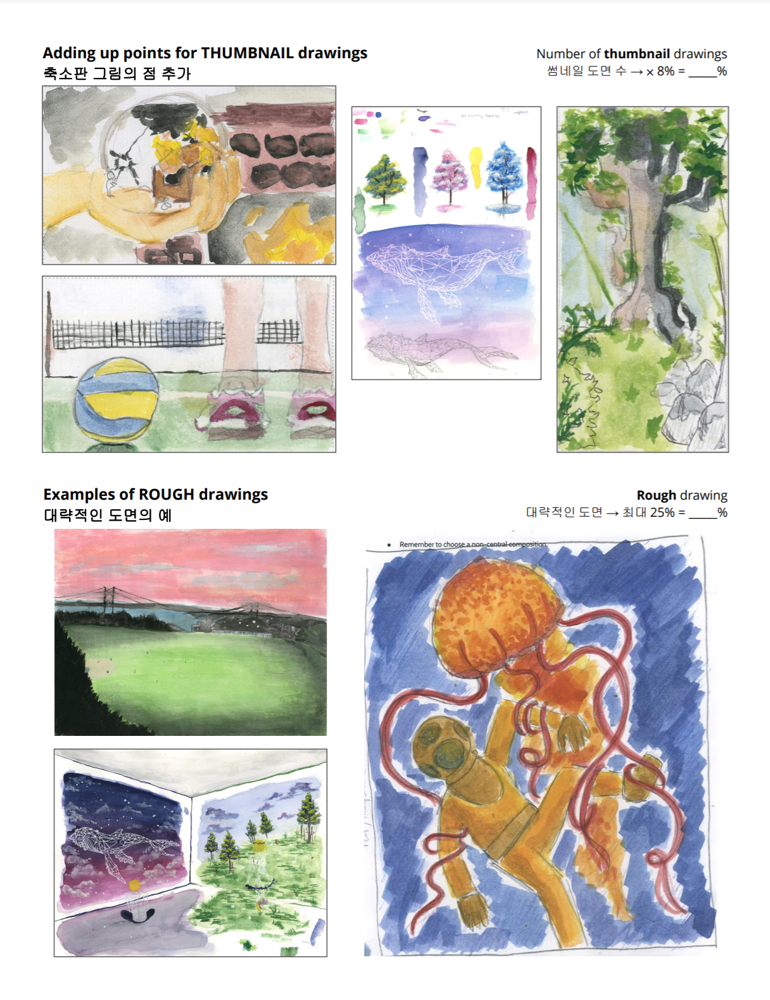 Adding up points for THUMBNAIL drawings
축소판 그림의 점 추가
Number of thumbnail drawings
썸네일 도면 수 → x 8% = _____%
Examples of ROUGH drawings
대략적인 도면의 예
Rough drawing
대략적인 도면 → 최대 25% = _____%
● Remember to choose a non-central composition.